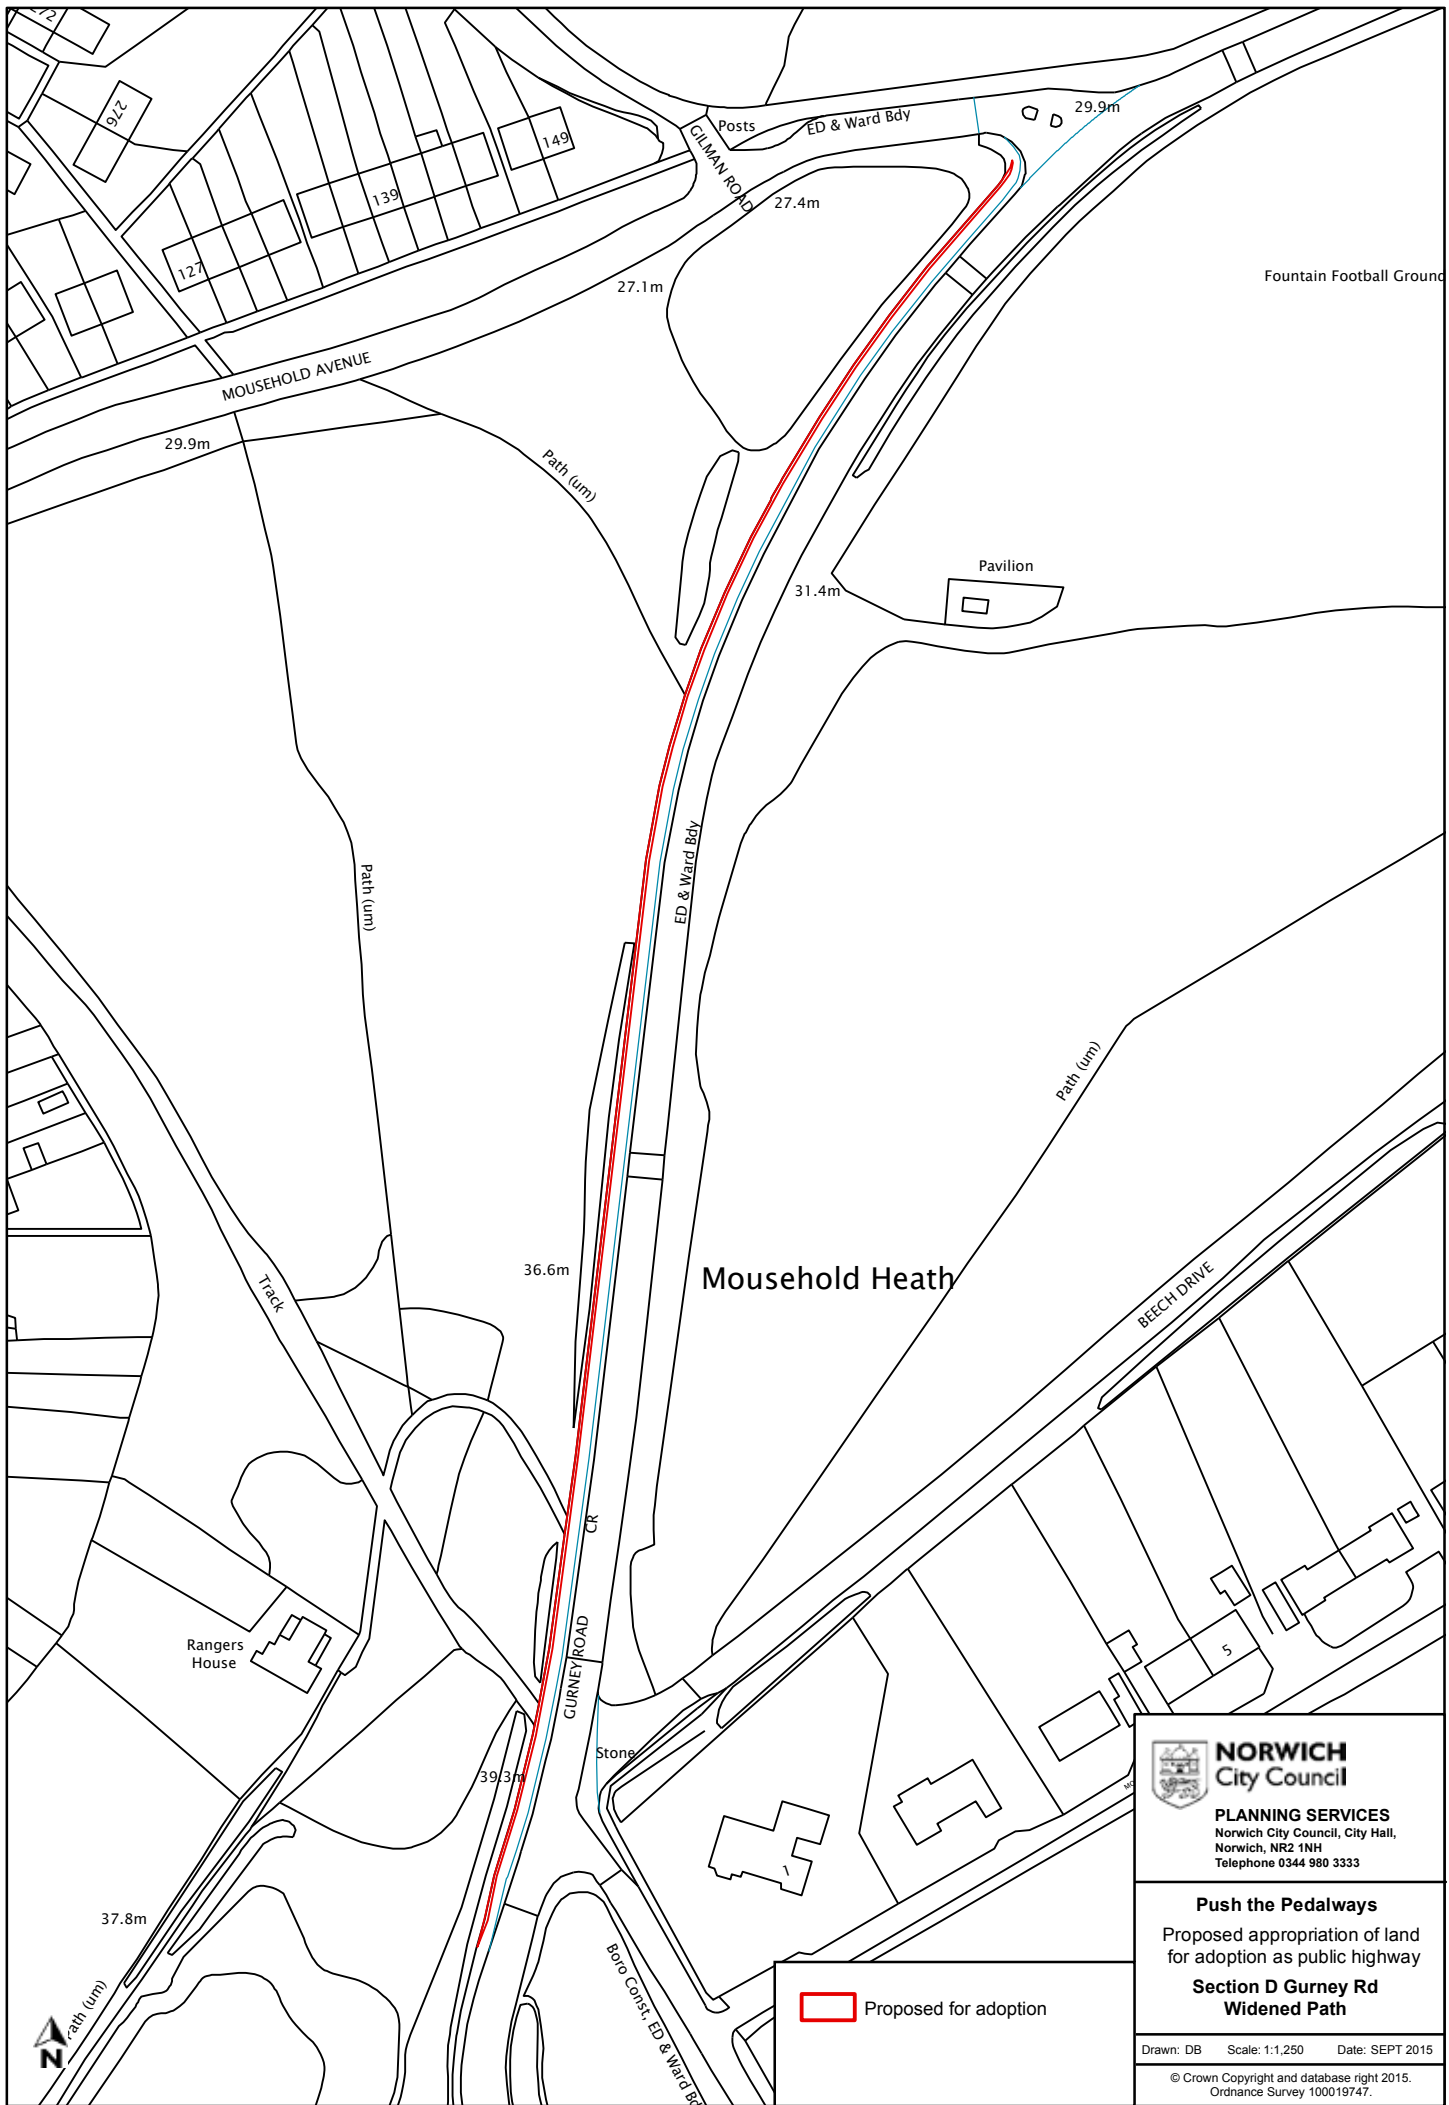 272
276
149
139
127
Posts
GILMAN ROAD
ED & Ward Bdy
29.9m
27.4m
27.1m
Fountain Football Ground
MOUSEHOLD AVENUE
29.9m
Path (um)
Pavilion
31.4m
ED & Ward Bdy
Path (um)
Path (um)
36.6m
Mousehold Heath
Track
BEECH DRIVE
CR
GURNEY ROAD
Rangers
House
Stone
39.3m
5
1
37.8m
Path (um)
Boro Const, ED & Ward Bd
N
Proposed for adoption
NORWICH
City Council
PLANNING SERVICES
Norwich City Council, City Hall,
Norwich, NR2 1NH
Telephone 0344 980 3333
Push the Pedalways
Proposed appropriation of land
for adoption as public highway
Section D Gurney Rd
Widened Path
Drawn: DB Scale: 1:1,250 Date: SEPT 2015
© Crown Copyright and database right 2015.
Ordnance Survey 100019747.